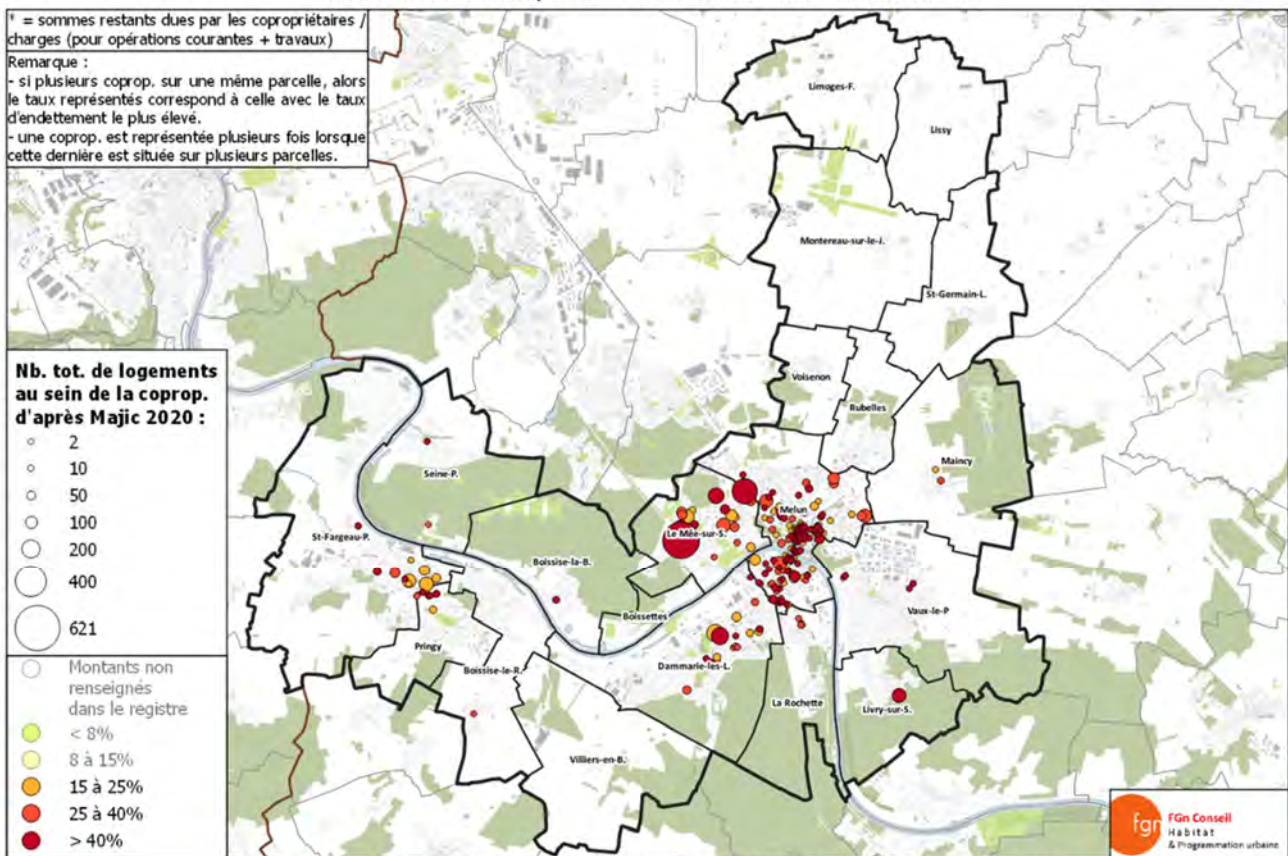 * = sommes restants dues par les copropriétaires /
charges (pour opérations courantes + travaux)
Remarque :
- si plusieurs coprop. sur une même parcelle, alors
le taux représentés correspond à celle avec le taux
d'endettement le plus élevé.
- une coprop. est représentée plusieurs fois lorsque
cette dernière est située sur plusieurs parcelles.
Limoges-F.
Lissy
Montereau-sur-le-J.
St-Germain-L.
Voisenon
Rubelles
Maincy
Seine-P.
Melun
Le Mée-sur-S.
St-Fargeau-P.
Boissise-la-B.
Boissettes
Vaux-le-P
Pringy
Boissise-le-R.
Dammarie-les-L.
La Rochette
Livry-sur-S.
Villiers-en-B.
Nb. tot. de logements
au sein de la coprop.
d'après Majic 2020 :
2
10
50
100
200
400
621
Montants non
renseignés
dans le registre
< 8%
8 à 15%
15 à 25%
25 à 40%
> 40%
fgn
FGn Conseil
Habitat
& Programmation urbaine